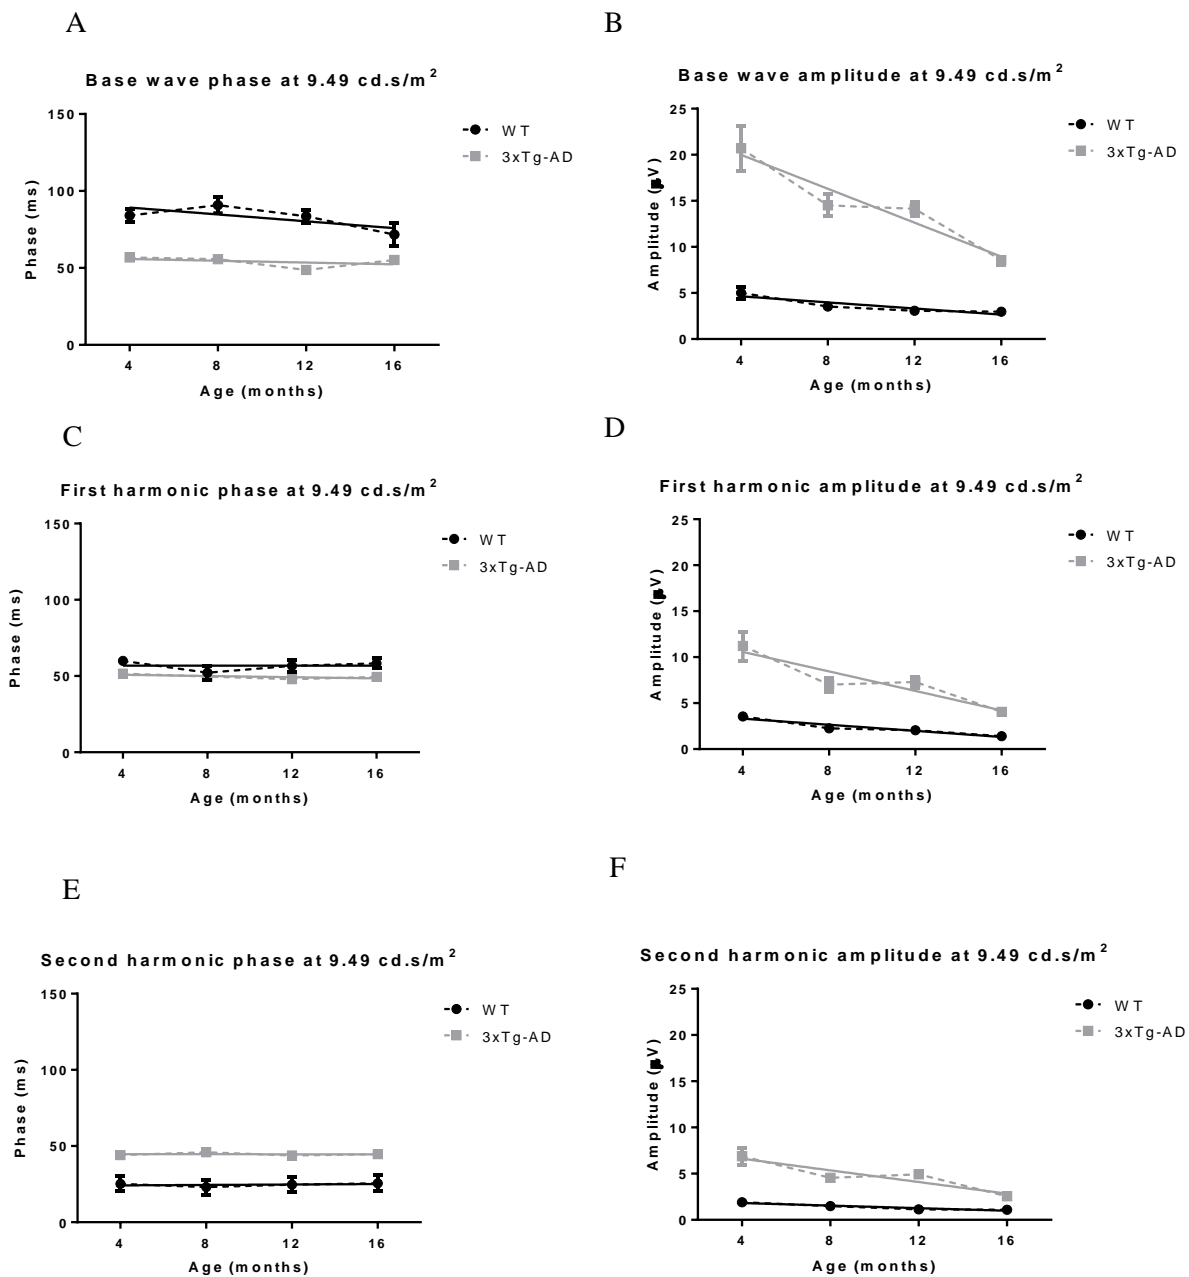 A
Base wave phase at 9.49 cd.s/m²
WT
3xTg-AD
150
100
50
0
Phase (ms)
4 8 12 16
Age (months)
B
Base wave amplitude at 9.49 cd.s/m²
WT
3xTg-AD
25
20
15
10
5
0
Amplitude (µV)
4 8 12 16
Age (months)
C
First harmonic phase at 9.49 cd.s/m²
WT
3xTg-AD
150
100
50
0
Phase (ms)
4 8 12 16
Age (months)
D
First harmonic amplitude at 9.49 cd.s/m²
WT
3xTg-AD
25
20
15
10
5
0
Amplitude (µV)
4 8 12 16
Age (months)
E
Second harmonic phase at 9.49 cd.s/m²
WT
3xTg-AD
150
100
50
0
Phase (ms)
4 8 12 16
Age (months)
F
Second harmonic amplitude at 9.49 cd.s/m²
WT
3xTg-AD
25
20
15
10
5
0
Amplitude (µV)
4 8 12 16
Age (months)